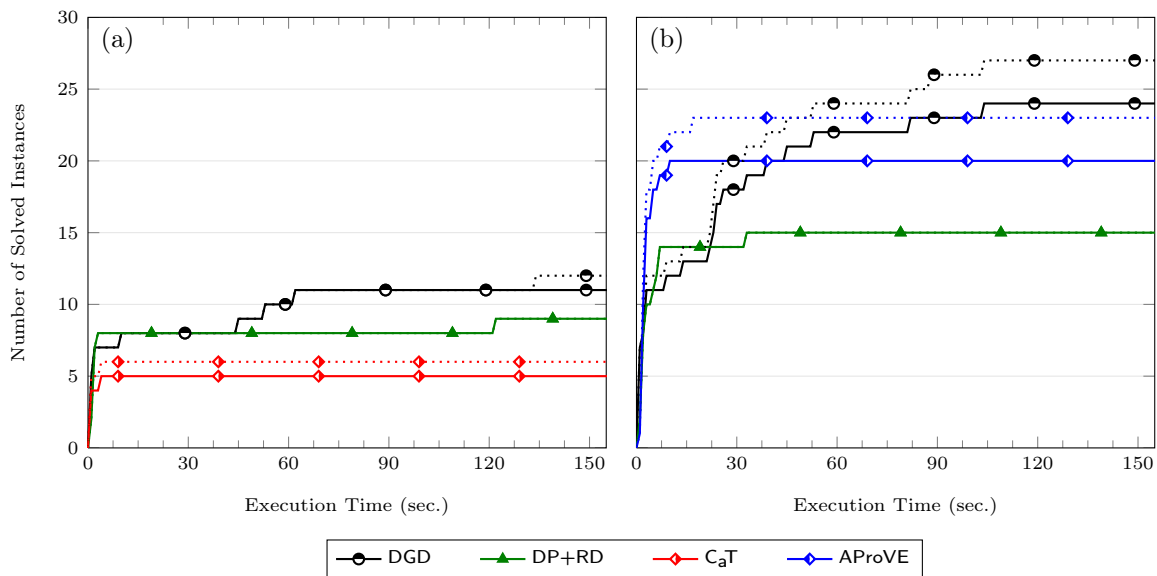 30
25
20
15
10
5
0
Number of Solved Instances
(a)
(b)
0 30 60 90 120 150
0 30 60 90 120 150
Execution Time (sec.)
Execution Time (sec.)
DGD DP+RD CaT AProVE